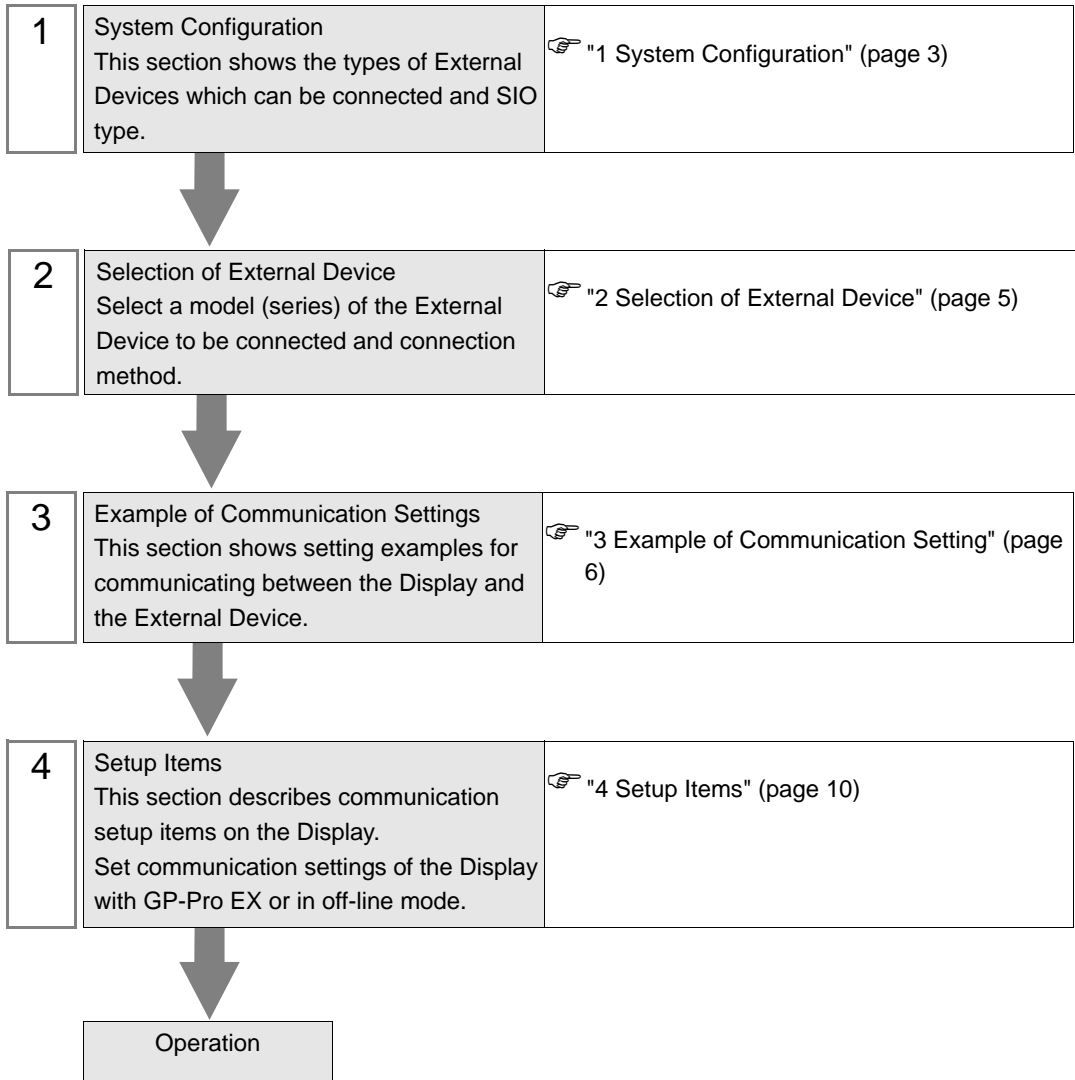 1
System Configuration
This section shows the types of External
Devices which can be connected and SIO
type.
"1 System Configuration" (page 3)
2
Selection of External Device
Select a model (series) of the External
Device to be connected and connection
method.
"2 Selection of External Device" (page 5)
3
Example of Communication Settings
This section shows setting examples for
communicating between the Display and
the External Device.
"3 Example of Communication Setting" (page
6)
4
Setup Items
This section describes communication
setup items on the Display.
Set communication settings of the Display
with GP-Pro EX or in off-line mode.
"4 Setup Items" (page 10)
Operation